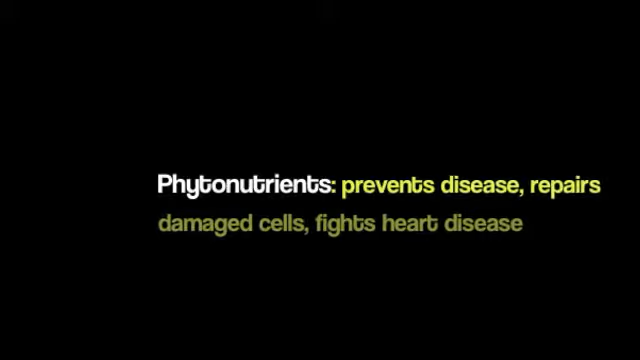 Phytonutrients: prevents disease, repairs
damaged cells, fights heart disease